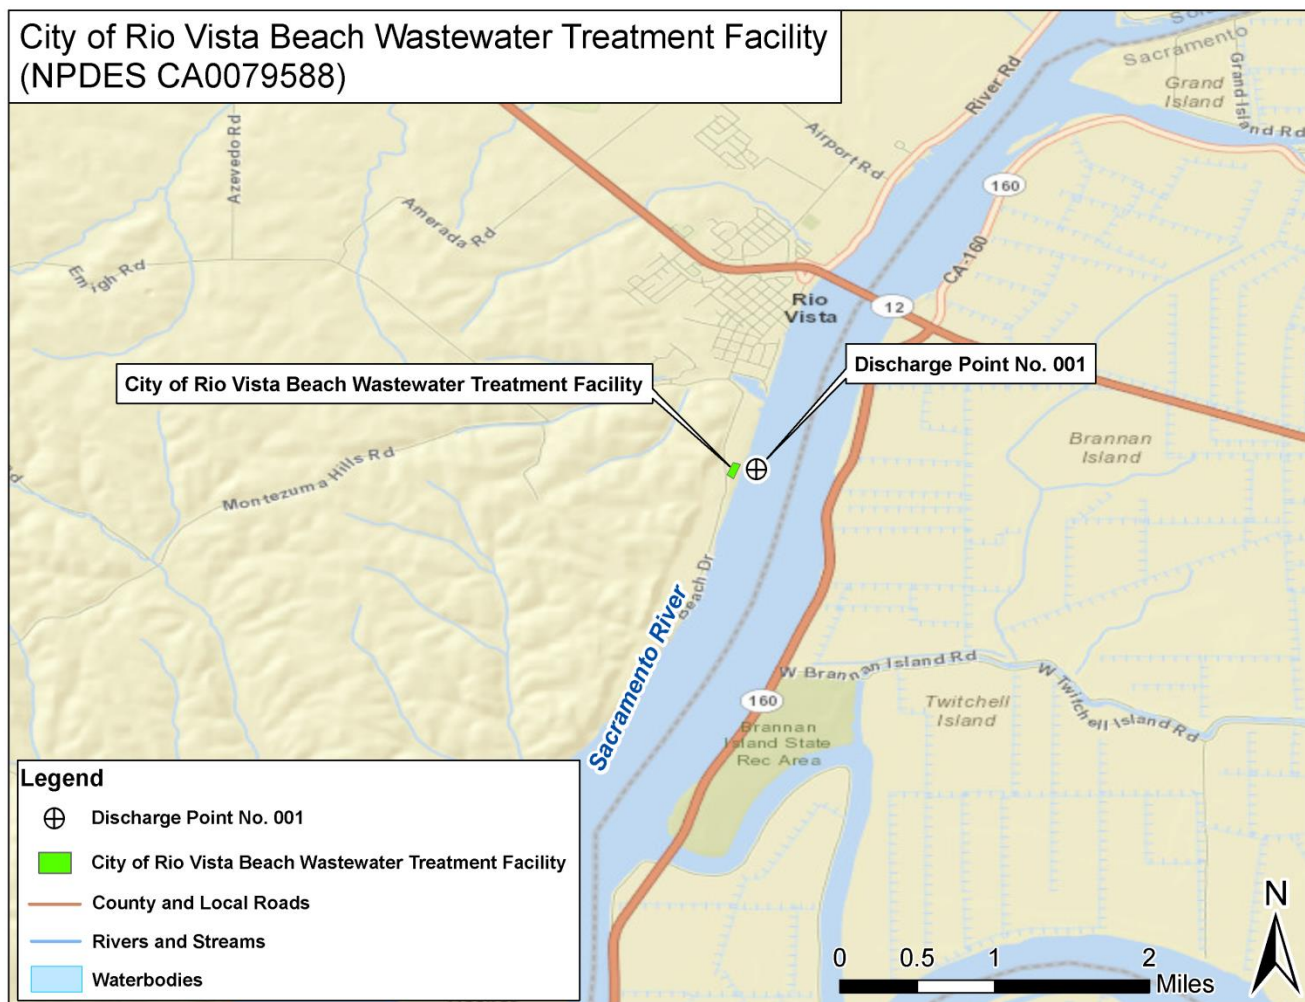 City of Rio Vista Beach Wastewater Treatment Facility
(NPDES CA0079588)
Sacramento
Grand
Island
Grand Island Rd
River Rd
Airport Rd
160
Azevedo Rd
Amerada Rd
Emigh Rd
CA-160
Rio
Vista
12
City of Rio Vista Beach Wastewater Treatment Facility
Discharge Point No. 001
Brannan
Island
Montezuma Hills Rd
Rd
Beach Dr
Sacramento River
W Brannan Island Rd
W Twitchell Island Rd
Twitchell
Island
160
Brannan
Island State
Rec Area
Legend
Discharge Point No. 001
City of Rio Vista Beach Wastewater Treatment Facility
County and Local Roads
Rivers and Streams
Waterbodies
0 0.5 1 2
Miles
N